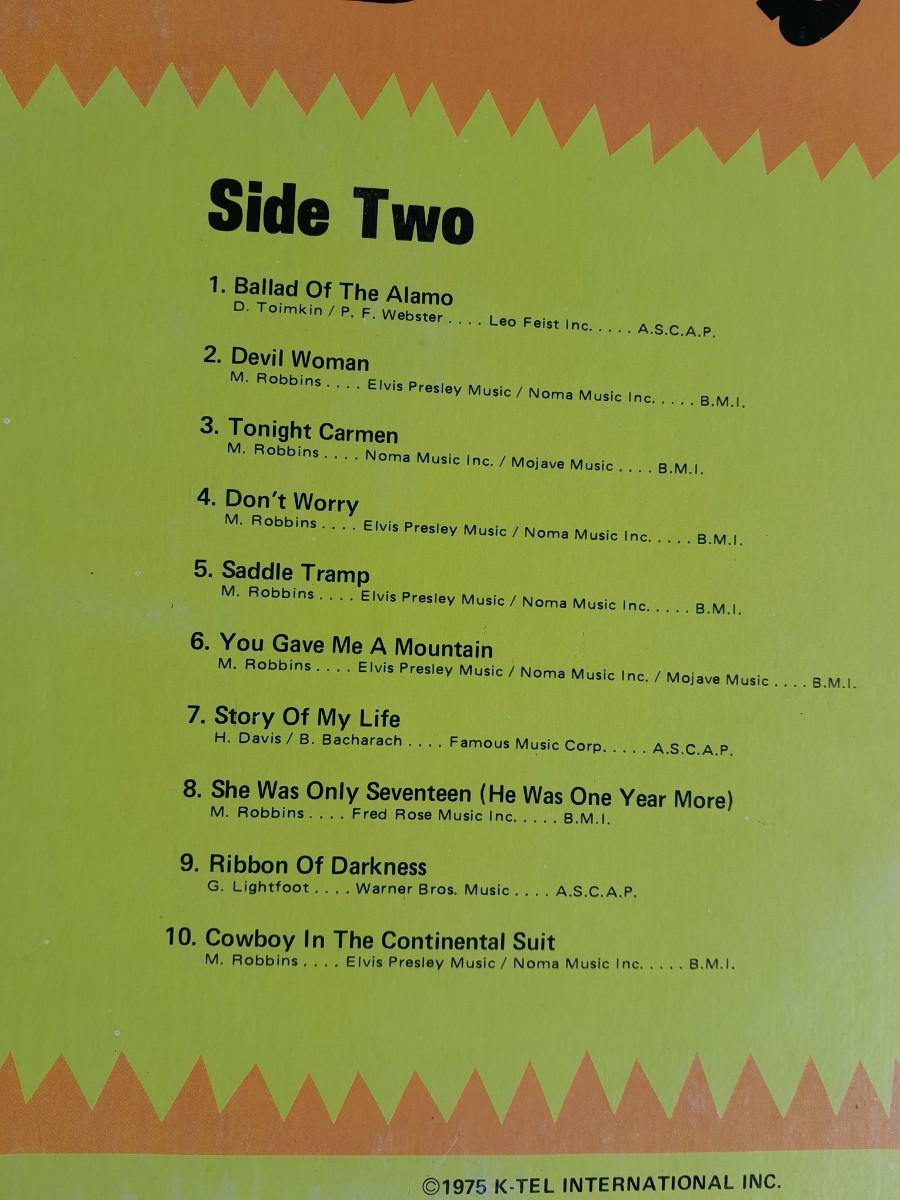 Side Two
1. Ballad Of The Alamo
D. Toimkin / P. F. Webster .... Leo Feist Inc. .... A.S.C.A.P.
2. Devil Woman
M. Robbins .... Elvis Presley Music / Noma Music Inc. .... B.M.I.
3. Tonight Carmen
M. Robbins .... Noma Music Inc. / Mojave Music .... B.M.I.
4. Don't Worry
M. Robbins .... Elvis Presley Music / Noma Music Inc. .... B.M.I.
5. Saddle Tramp
M. Robbins .... Elvis Presley Music / Noma Music Inc. .... B.M.I.
6. You Gave Me A Mountain
M. Robbins .... Elvis Presley Music / Noma Music Inc. / Mojave Music .... B.M.I.
7. Story Of My Life
H. Davis / B. Bacharach .... Famous Music Corp. .... A.S.C.A.P.
8. She Was Only Seventeen (He Was One Year More)
M. Robbins .... Fred Rose Music Inc. .... B.M.I.
9. Ribbon Of Darkness
G. Lightfoot .... Warner Bros. Music .... A.S.C.A.P.
10. Cowboy In The Continental Suit
M. Robbins .... Elvis Presley Music / Noma Music Inc. .... B.M.I.
©1975 K-TEL INTERNATIONAL INC.